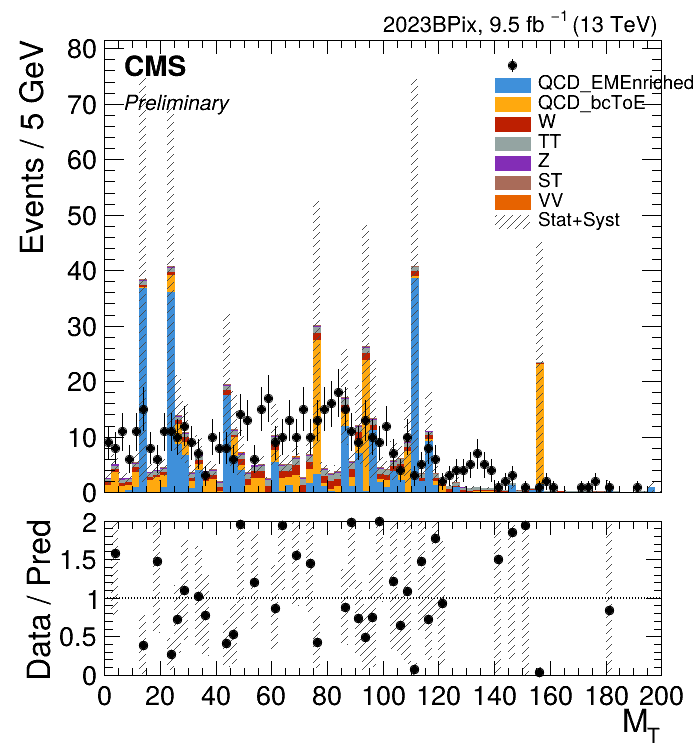 2023BPix, 9.5 fb⁻¹ (13 TeV)
Events / 5 GeV
80
70
60
50
40
30
20
10
0
CMS
Preliminary
QCD_EMEnriched
QCD_bcToE
W
TT
Z
ST
VV
Stat+Syst
Data / Pred
2
1.5
1
0.5
0
0 20 40 60 80 100 120 140 160 180 200
M_T